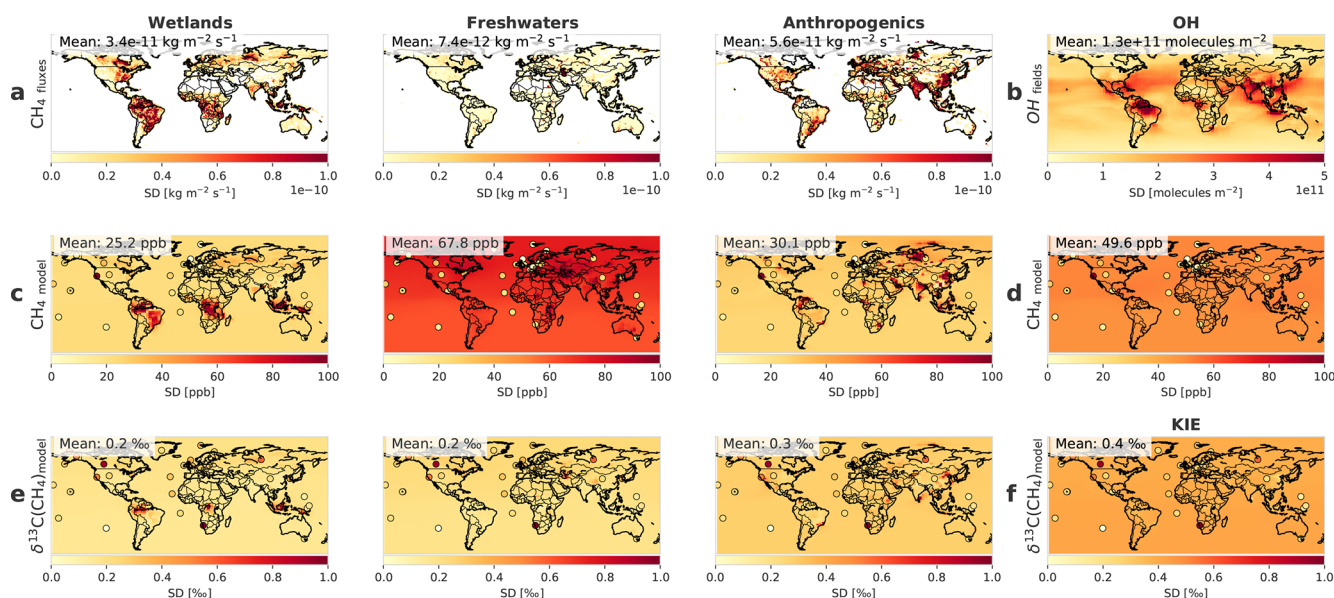 Wetlands
Freshwaters
Anthropogenics
OH
a
CH4 fluxes
Mean: 3.4e-11 kg m−2 s−1
Mean: 7.4e-12 kg m−2 s−1
Mean: 5.6e-11 kg m−2 s−1
b
OH fields
Mean: 1.3e+11 molecules m−2
0.0 0.2 0.4 0.6 0.8 1.0
SD [kg m−2 s−1]
1e−10
0.0 0.2 0.4 0.6 0.8 1.0
SD [kg m−2 s−1]
1e−10
0.0 0.2 0.4 0.6 0.8 1.0
SD [kg m−2 s−1]
1e−10
0 1 2 3 4 5
SD [molecules m−2]
1e11
c
CH4 model
Mean: 25.2 ppb
Mean: 67.8 ppb
Mean: 30.1 ppb
d
CH4 model
Mean: 49.6 ppb
0 20 40 60 80 100
SD [ppb]
0 20 40 60 80 100
SD [ppb]
0 20 40 60 80 100
SD [ppb]
0 20 40 60 80 100
SD [ppb]
KIE
e
δ13C(CH4)model
Mean: 0.2 ‰
Mean: 0.2 ‰
Mean: 0.3 ‰
f
δ13C(CH4)model
Mean: 0.4 ‰
0.0 0.2 0.4 0.6 0.8 1.0
SD [‰]
0.0 0.2 0.4 0.6 0.8 1.0
SD [‰]
0.0 0.2 0.4 0.6 0.8 1.0
SD [‰]
0.0 0.2 0.4 0.6 0.8 1.0
SD [‰]